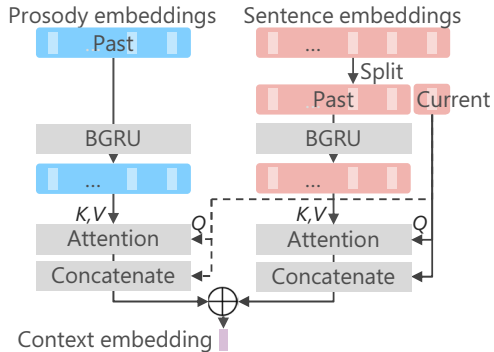 Prosody embeddings
Sentence embeddings
Past
...
Split
Past
Current
BGRU
BGRU
...
...
K,V
Q
K,V
Q
Attention
Attention
Concatenate
Concatenate
Context embedding